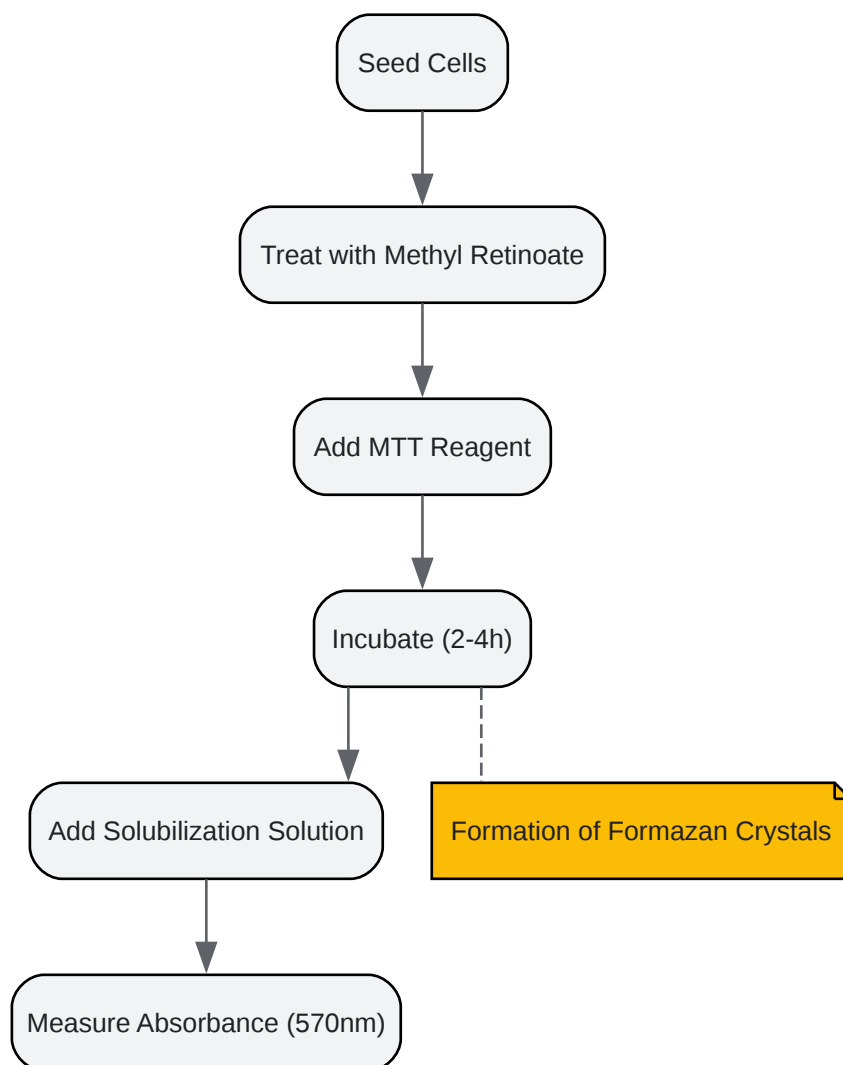 Seed Cells
Treat with Methyl Retinoate
Add MTT Reagent
Incubate (2-4h)
Add Solubilization Solution
Formation of Formazan Crystals
Measure Absorbance (570nm)